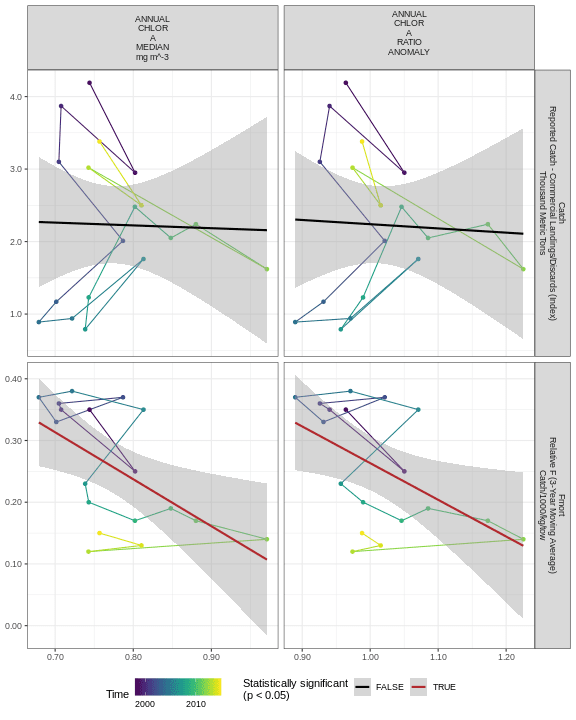 ANNUAL
CHLOR
A
MEDIAN
mg m^-3
ANNUAL
CHLOR
A
RATIO
ANOMALY
4.0
3.0
2.0
1.0
Catch
Reported Catch - Commercial Landings/Discards (Index)
Thousand Metric Tons
0.40
0.30
0.20
0.10
0.00
Fmort
Relative F (3-Year Moving Average)
Catch/1000/kg/tow
0.70
0.80
0.90
0.90
1.00
1.10
1.20
Time
2000
2010
Statistically significant
(p < 0.05)
FALSE
TRUE